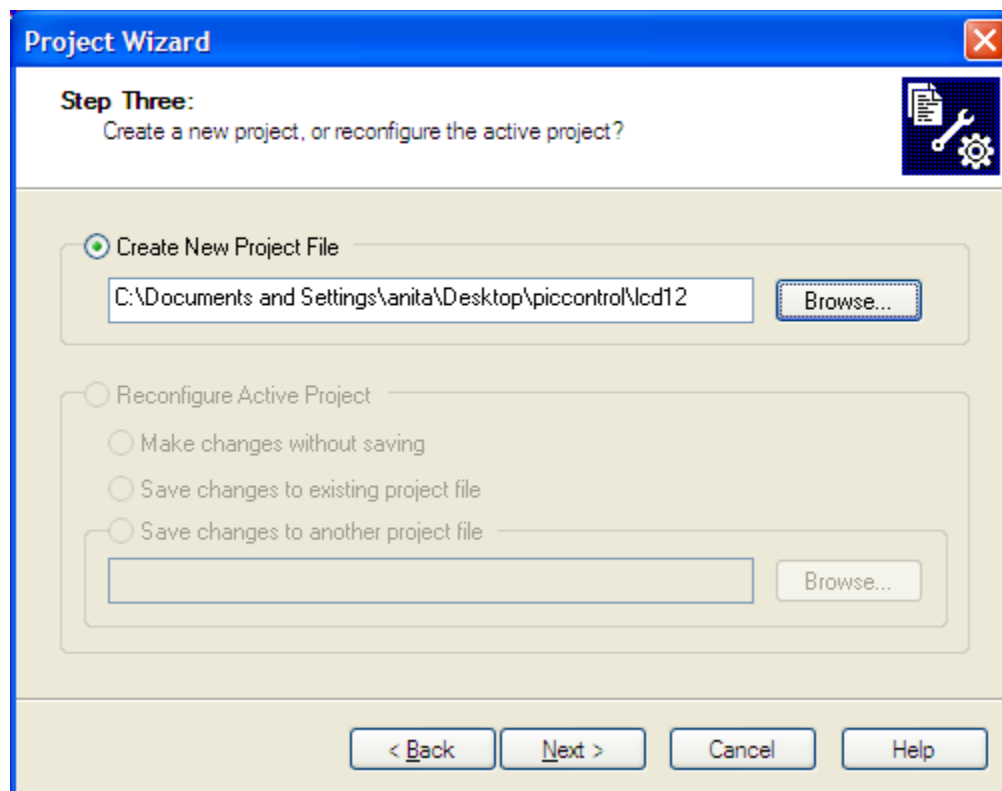 Project Wizard
Step Three:
Create a new project, or reconfigure the active project?
Create New Project File
C:\Documents and Settings\anita\Desktop\piccontrol\lcd12
Browse...
Reconfigure Active Project
Make changes without saving
Save changes to existing project file
Save changes to another project file
Browse...
< Back
Next >
Cancel
Help